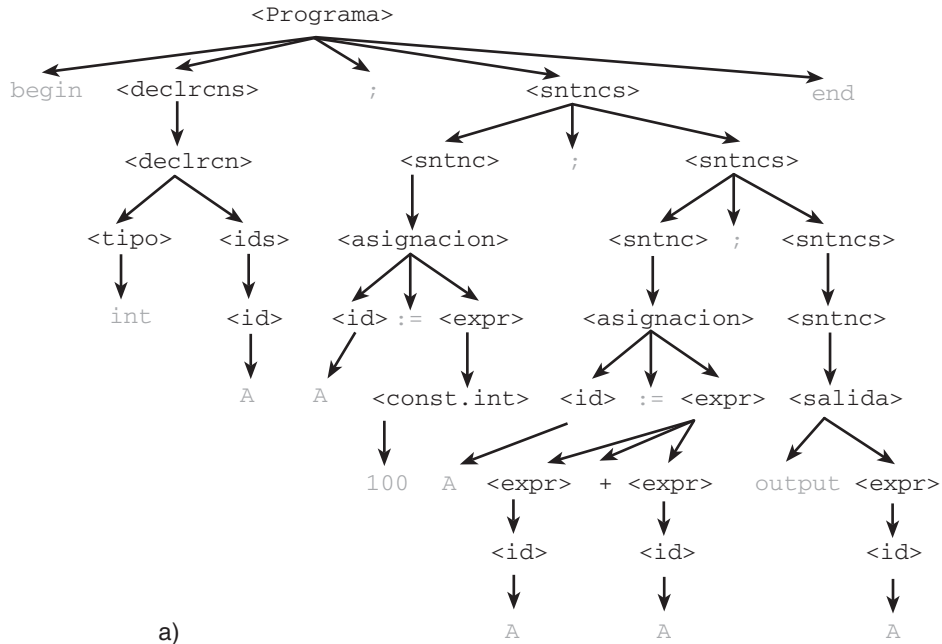 <Programa>
begin <declrcns> ; <sntncs> end
<declrcn> <sntnc> ; <sntncs>
<tipo> <ids> <asignacion> <sntnc> ; <sntncs>
int <id> <id> := <expr> <asignacion> <sntnc>
A A <const.int> <id> := <expr> <salida>
100 A <expr> + <expr> output <expr>
<id> <id> <id>
a) A A A